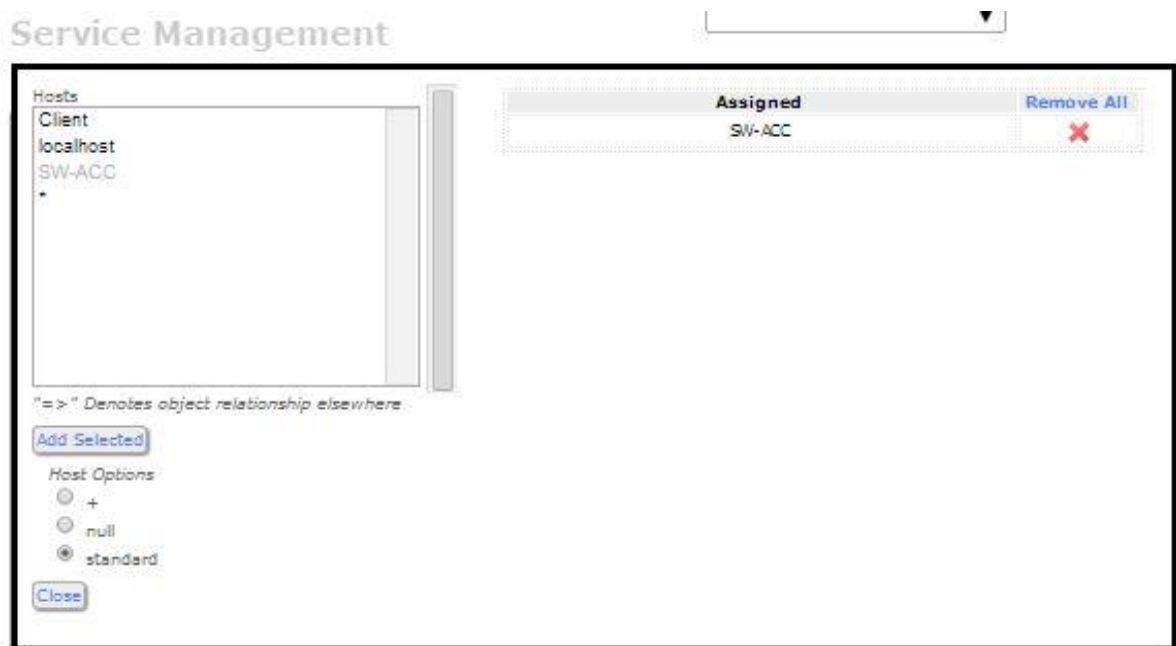 Service Management
Hosts
Client
localhost
SW-ACC
*
"=>" Denotes object relationship elsewhere
Add Selected
Host Options
+
null
standard
Close
Assigned Remove All
SW-ACC